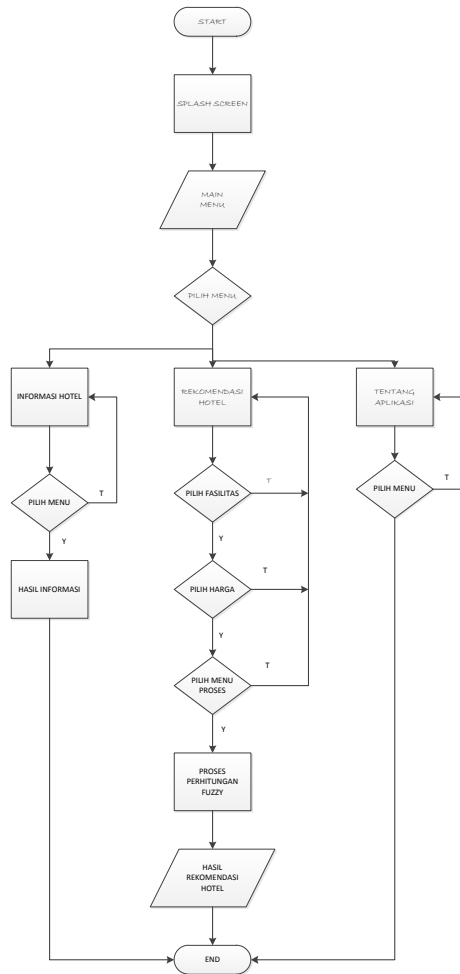 START
SPLASH SCREEN
MAIN
MENU
PILIH MENU
INFORMASI HOTEL
REKOMENDASI
HOTEL
TENTANG
APLIKASI
PILIH MENU
T
Y
HASIL INFORMASI
PILIH FASILITAS
T
Y
PILIH HARGA
T
Y
PILIH MENU
PROSES
T
Y
PROSES
PERHITUNGAN
FUZZY
HASIL
REKOMENDASI
HOTEL
PILIH MENU
T
END